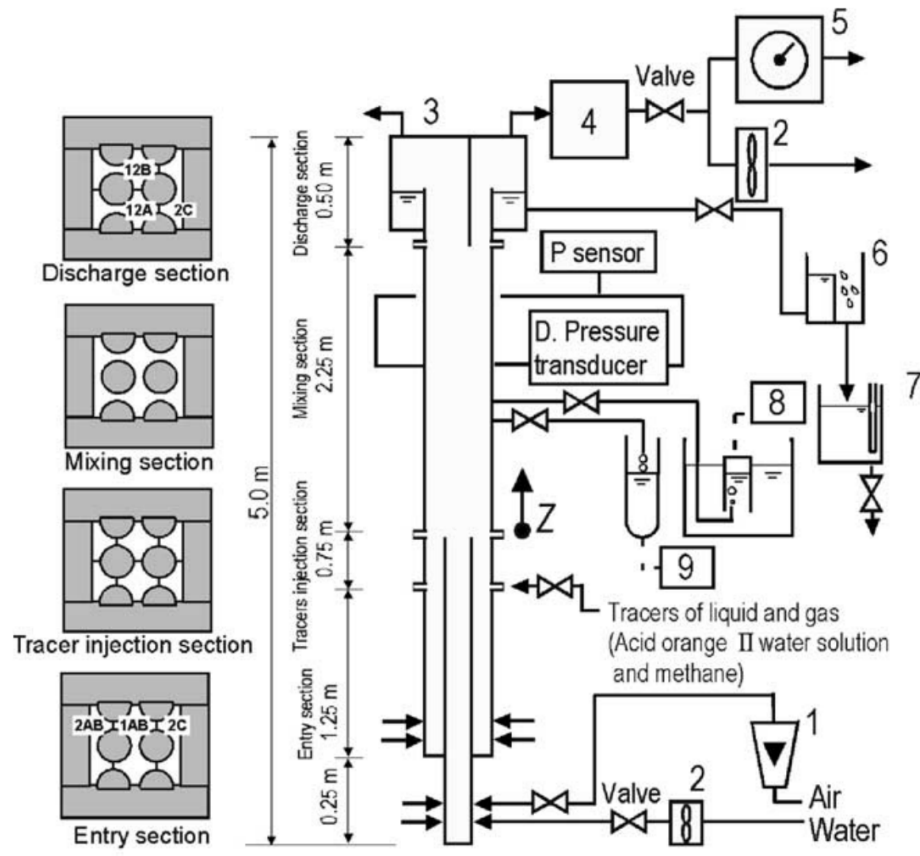 12B
12A
2C
Discharge section
Mixing section
Tracer injection section
2AB
1AB
2C
Entry section
5.0 m
Discharge section
0.50 m
Mixing section
2.25 m
Tracers injection section
0.75 m
Entry section
1.25 m
0.25 m
3
4
Valve
5
2
P sensor
D. Pressure
transducer
6
7
8
9
Z
Tracers of liquid and gas
(Acid orange II water solution
and methane)
1
Air
Valve
2
Water